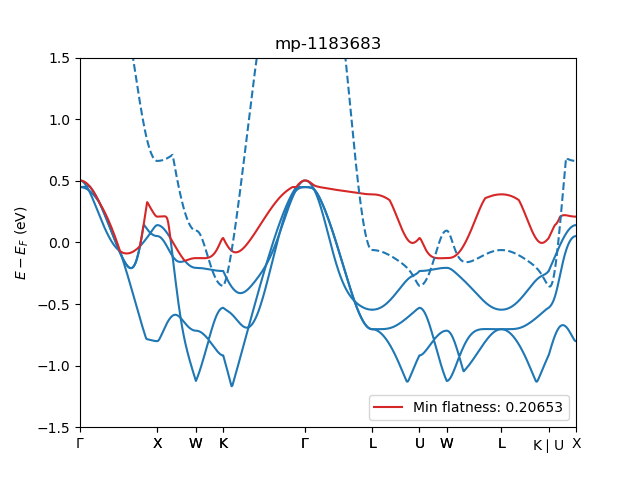 mp-1183683
E − E_F (eV)
1.5
1.0
0.5
0.0
−0.5
−1.0
−1.5
Min flatness: 0.20653
Γ X W K Γ L U W L K | U X